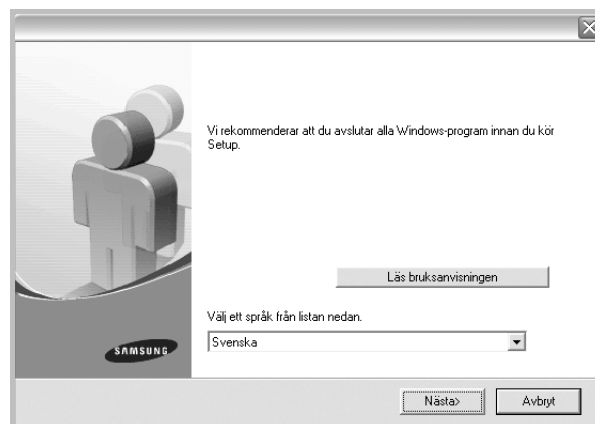 Vi rekommenderar att du avslutar alla Windows-program innan du kör
Setup.
Läs bruksanvisningen
Välj ett språk från listan nedan.
Svenska
SAMSUNG
Nästa>
Avbryt